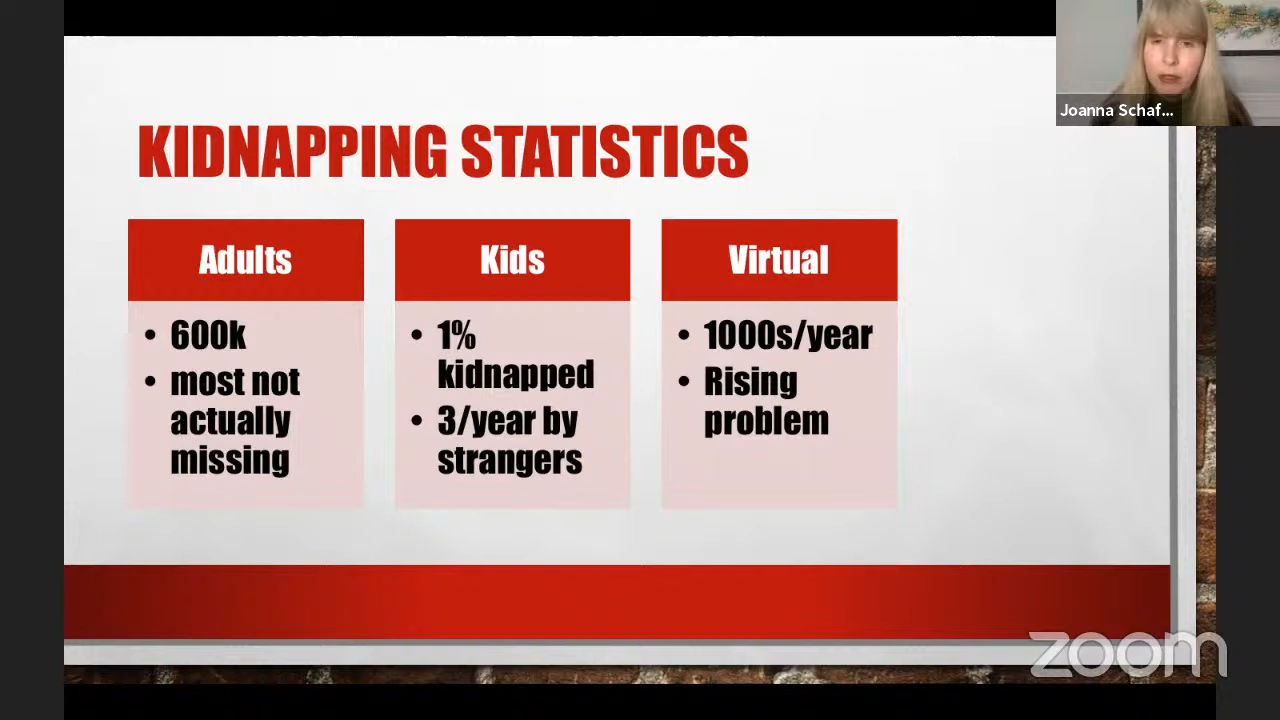 Joanna Schaf...
KIDNAPPING STATISTICS
Adults
• 600k
• most not
actually
missing
Kids
• 1%
kidnapped
• 3/year by
strangers
Virtual
• 1000s/year
• Rising
problem
zoom